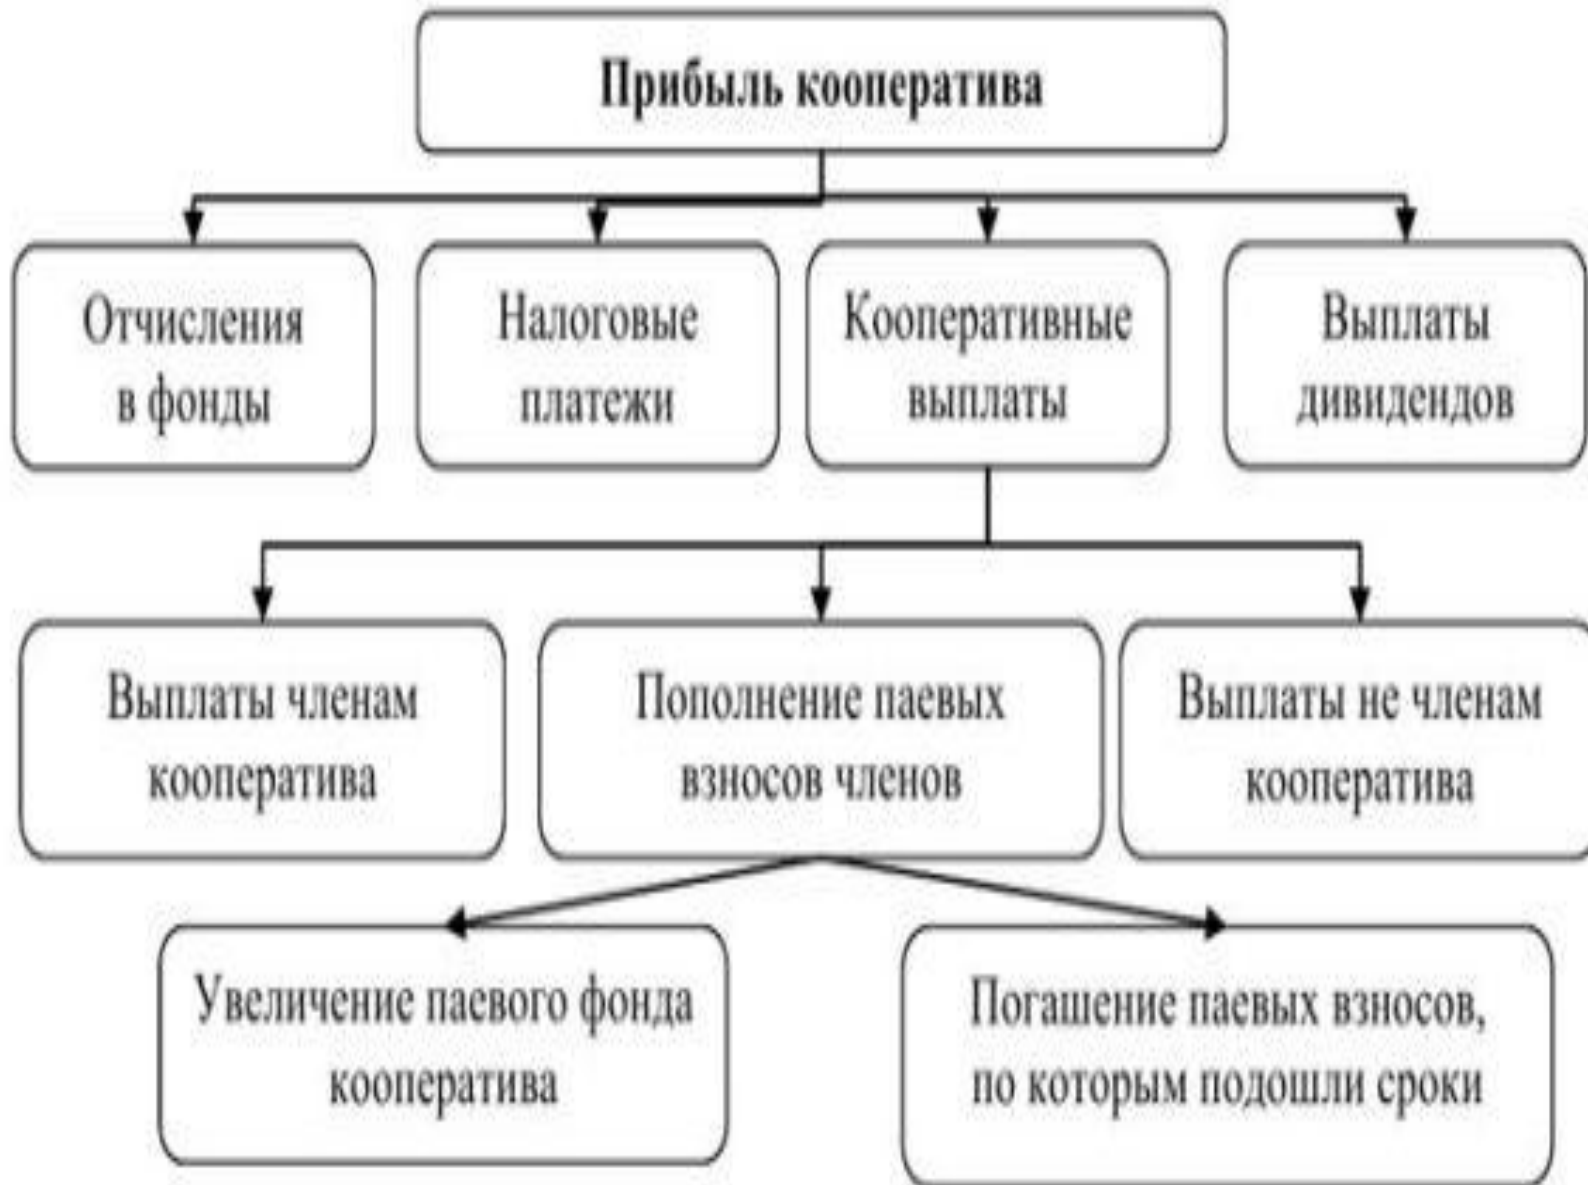 Прибыль кооператива
Отчисления
в фонды
Налоговые
платежи
Кооперативные
выплаты
Выплаты
дивидендов
Выплаты членам
кооператива
Пополнение паевых
взносов членов
Выплаты не членам
кооператива
Увеличение паевого фонда
кооператива
Погашение паевых взносов,
по которым подошли сроки